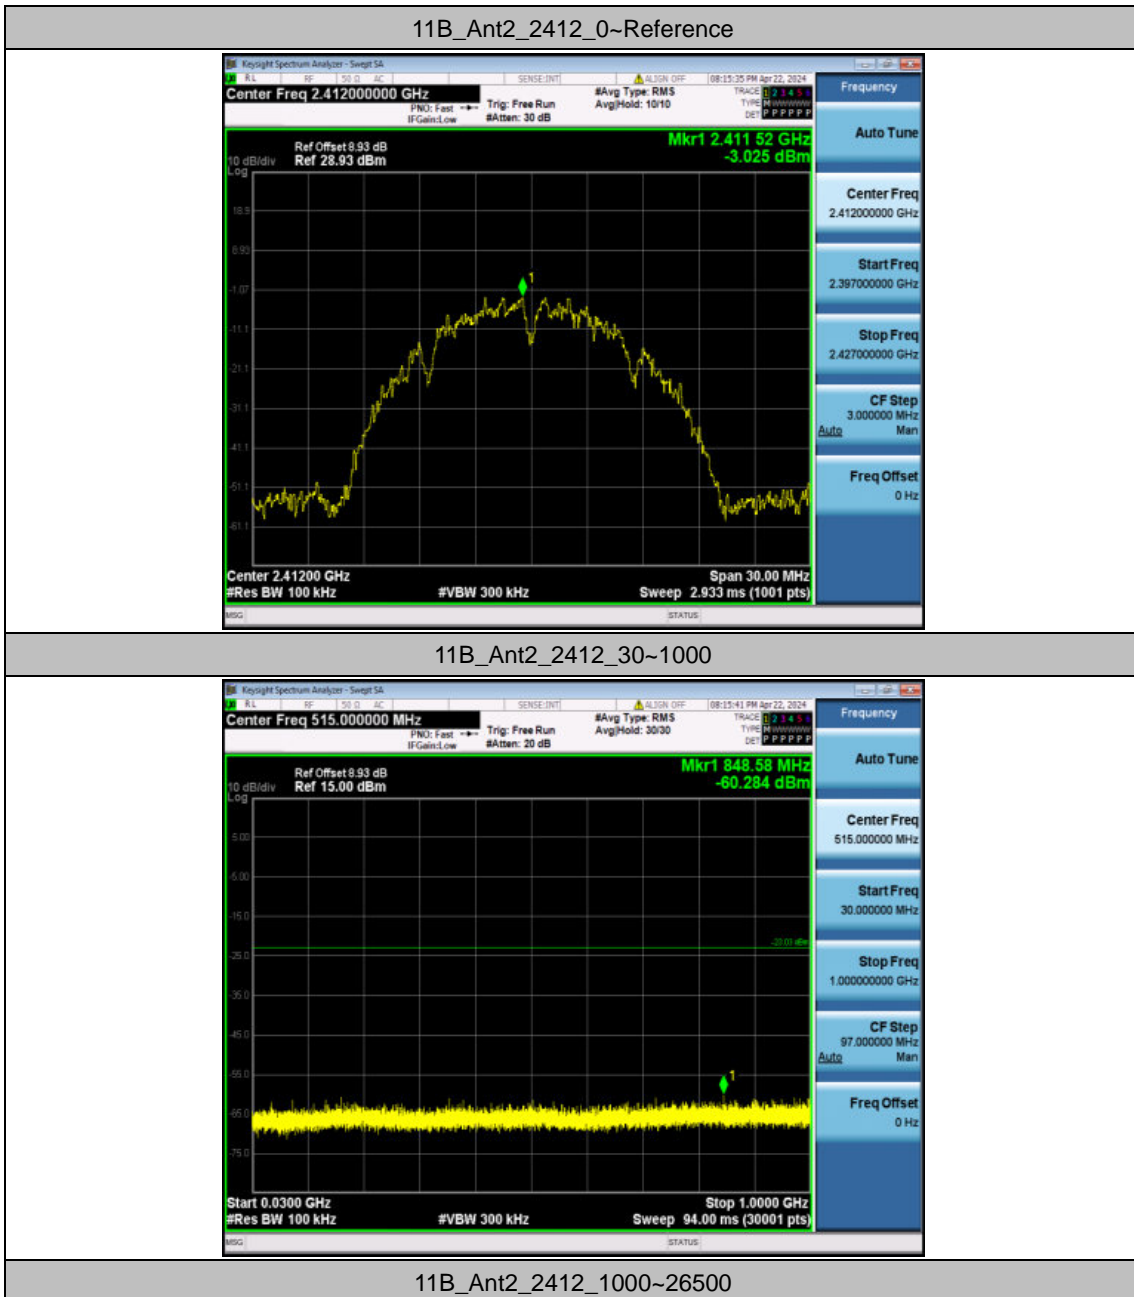 11B_Ant2_2412_0~Reference
Keysight Spectrum Analyzer - Swept SA
RL RF 50 Ω AC SENSE:INT ALIGN OFF 08:15:35 PM Apr 22, 2024
Center Freq 2.412000000 GHz
PNO: Fast
IFGain:Low
Trig: Free Run
#Atten: 30 dB
#Avg Type: RMS
Avg|Hold: 10/10
TRACE 1 2 3 4 5 6
TYPE M WWWWW
DET P P P P P P
Frequency
Ref Offset 8.93 dB
10 dB/div Ref 28.93 dBm
Log
Mkr1 2.411 52 GHz
-3.025 dBm
18.9
8.93
-1.07
-11.1
-21.1
-31.1
-41.1
-51.1
-61.1
1
Center 2.41200 GHz
Span 30.00 MHz
#Res BW 100 kHz
#VBW 300 kHz
Sweep 2.933 ms (1001 pts)
MSG STATUS
Auto Tune
Center Freq
2.412000000 GHz
Start Freq
2.397000000 GHz
Stop Freq
2.427000000 GHz
CF Step
3.000000 MHz
Auto Man
Freq Offset
0 Hz
11B_Ant2_2412_30~1000
Keysight Spectrum Analyzer - Swept SA
RL RF 50 Ω AC SENSE:INT ALIGN OFF 08:15:41 PM Apr 22, 2024
Center Freq 515.000000 MHz
PNO: Fast
IFGain:Low
Trig: Free Run
#Atten: 20 dB
#Avg Type: RMS
Avg|Hold: 30/30
TRACE 1 2 3 4 5 6
TYPE M WWWWW
DET P P P P P P
Frequency
Ref Offset 8.93 dB
10 dB/div Ref 15.00 dBm
Log
Mkr1 848.58 MHz
-60.284 dBm
5.00
-5.00
-15.0
-25.0
-35.0
-45.0
-55.0
-65.0
-75.0
1
Start 0.0300 GHz
Stop 1.0000 GHz
#Res BW 100 kHz
#VBW 300 kHz
Sweep 94.00 ms (30001 pts)
MSG STATUS
Auto Tune
Center Freq
515.000000 MHz
Start Freq
30.000000 MHz
Stop Freq
1.000000000 GHz
CF Step
97.000000 MHz
Auto Man
Freq Offset
0 Hz
11B_Ant2_2412_1000~26500